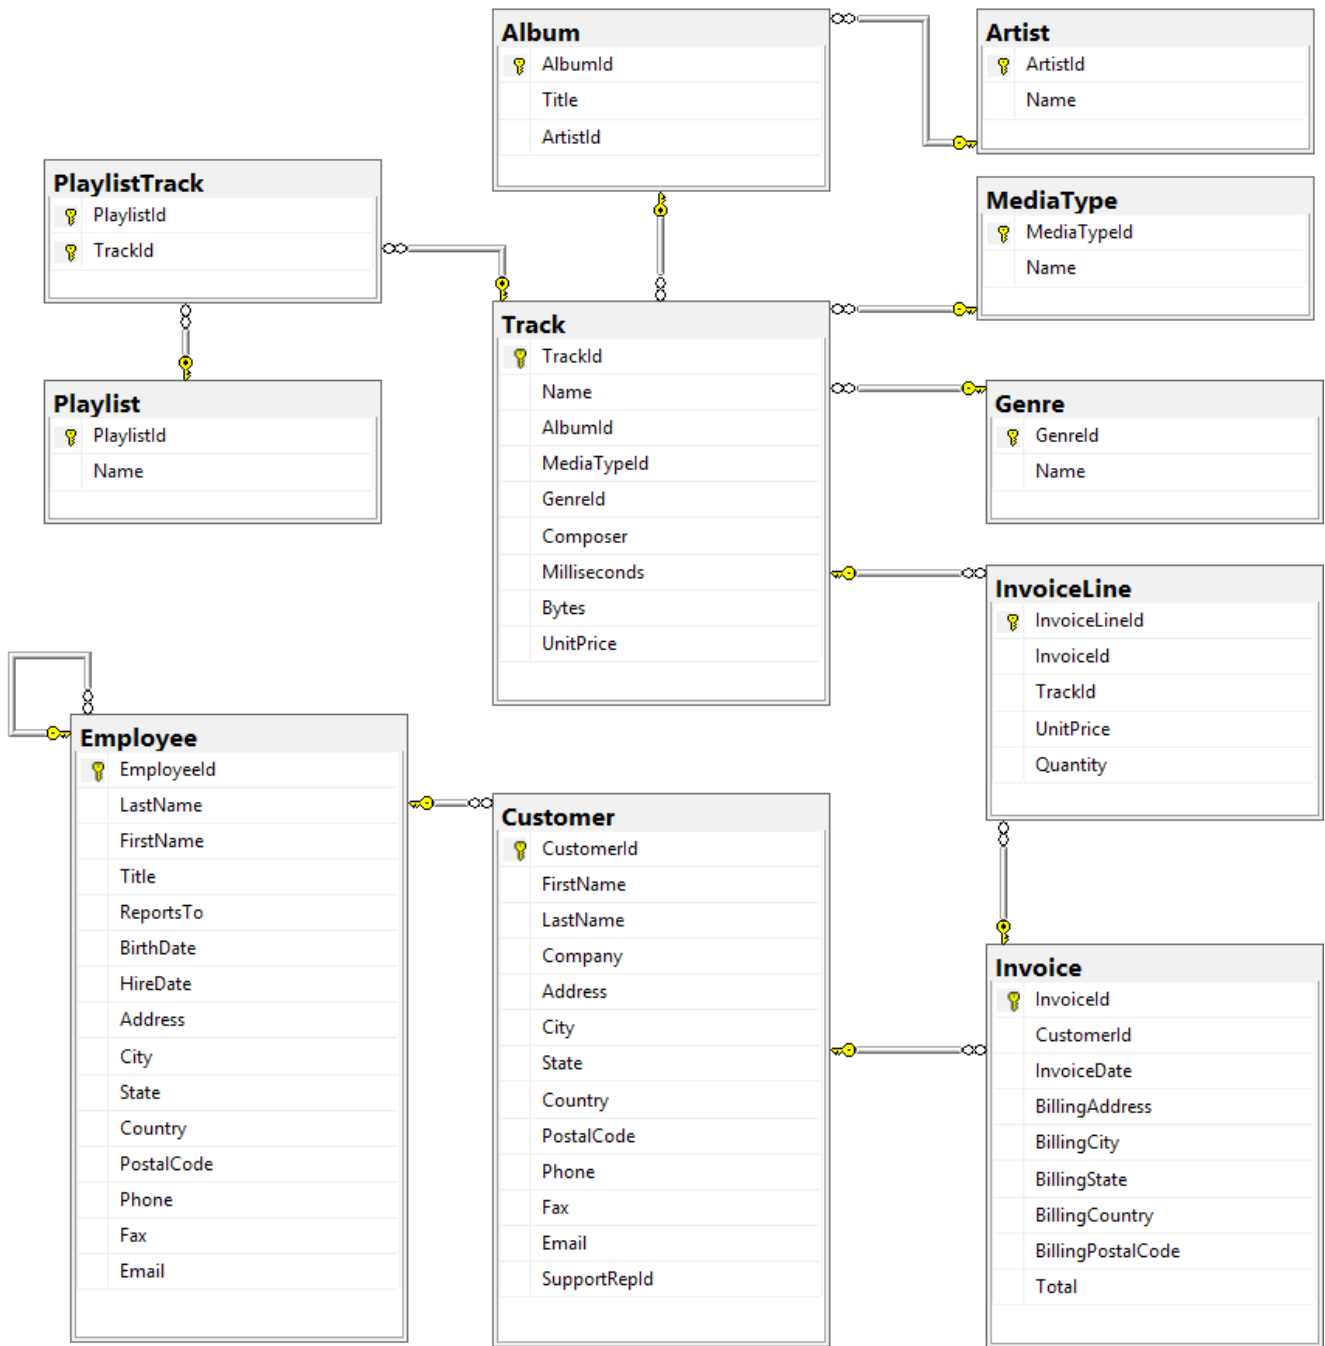 Album
AlbumId
Title
ArtistId
Artist
ArtistId
Name
PlaylistTrack
PlaylistId
TrackId
MediaType
MediaTypeId
Name
Playlist
PlaylistId
Name
Track
TrackId
Name
AlbumId
MediaTypeId
GenreId
Composer
Milliseconds
Bytes
UnitPrice
Genre
GenreId
Name
InvoiceLine
InvoiceLineId
InvoiceId
TrackId
UnitPrice
Quantity
Employee
EmployeeId
LastName
FirstName
Title
ReportsTo
BirthDate
HireDate
Address
City
State
Country
PostalCode
Phone
Fax
Email
Customer
CustomerId
FirstName
LastName
Company
Address
City
State
Country
PostalCode
Phone
Fax
Email
SupportRepId
Invoice
InvoiceId
CustomerId
InvoiceDate
BillingAddress
BillingCity
BillingState
BillingCountry
BillingPostalCode
Total